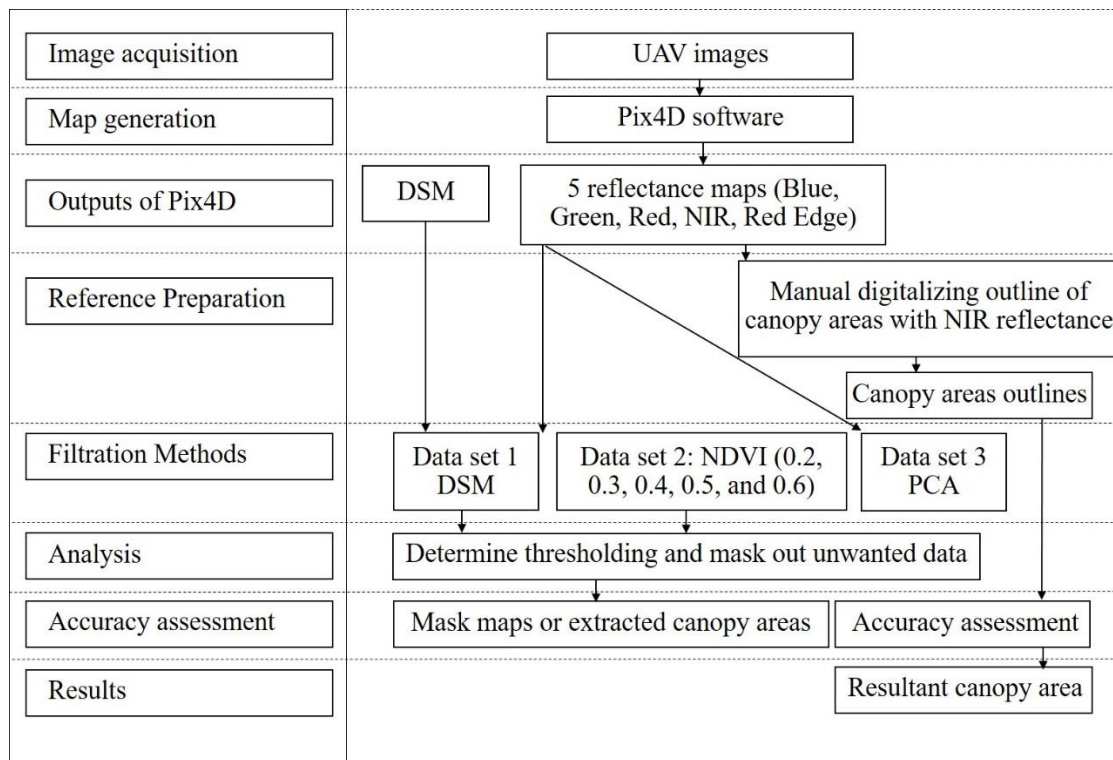 Image acquisition
UAV images
Map generation
Pix4D software
Outputs of Pix4D
DSM
5 reflectance maps (Blue,
Green, Red, NIR, Red Edge)
Reference Preparation
Manual digitalizing outline of
canopy areas with NIR reflectance
Canopy areas outlines
Filtration Methods
Data set 1
DSM
Data set 2: NDVI (0.2,
0.3, 0.4, 0.5, and 0.6)
Data set 3
PCA
Analysis
Determine thresholding and mask out unwanted data
Accuracy assessment
Mask maps or extracted canopy areas
Accuracy assessment
Results
Resultant canopy area